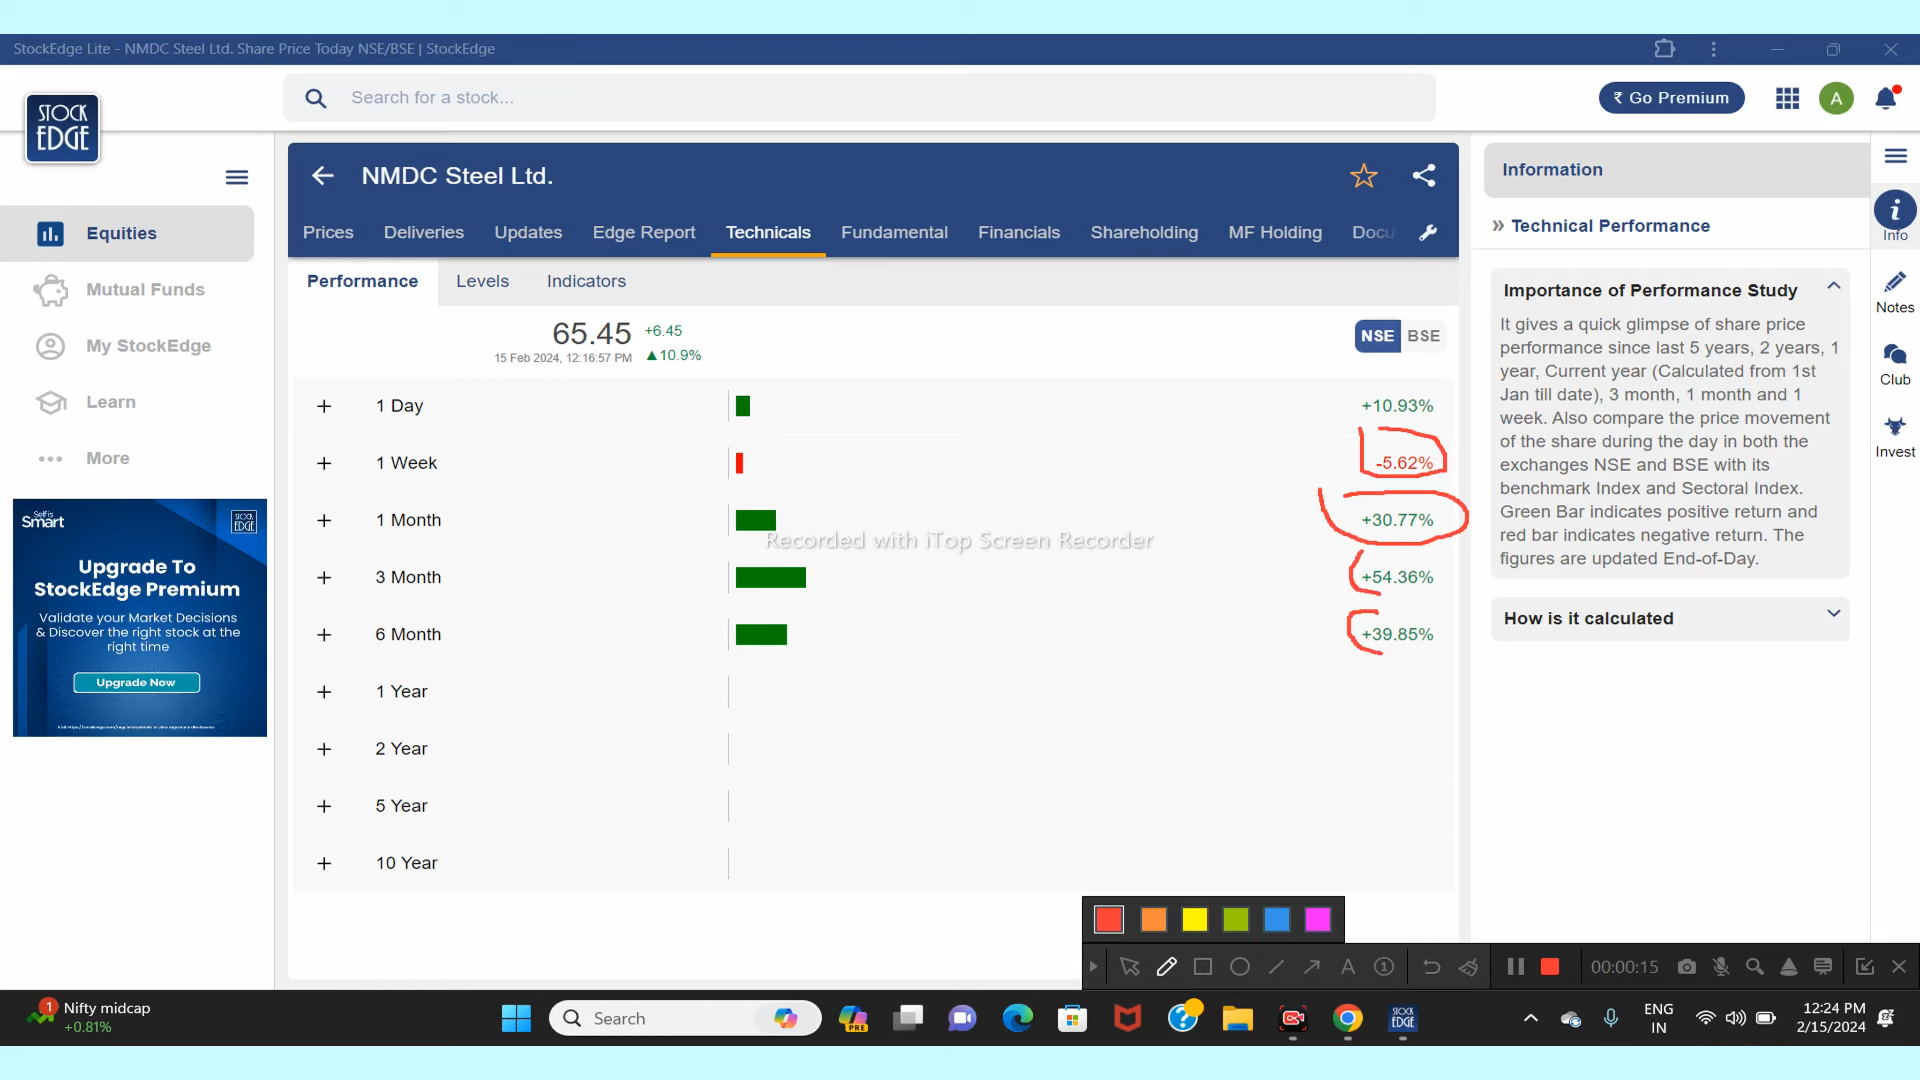 StockEdge Lite - NMDC Steel Ltd. Share Price Today NSE/BSE | StockEdge
STOCK
EDGE
Search for a stock...
₹ Go Premium
A
NMDC Steel Ltd.
Prices Deliveries Updates Edge Report Technicals Fundamental Financials Shareholding MF Holding Docu
Performance Levels Indicators
Equities
Mutual Funds
My StockEdge
Learn
More
Self is
Smart
STOCK
EDGE
Upgrade To
StockEdge Premium
Validate your Market Decisions
& Discover the right stock at the
right time
Upgrade Now
65.45 +6.45
15 Feb 2024, 12:16:57 PM ▲10.9%
NSE BSE
+ 1 Day +10.93%
+ 1 Week -5.62%
+ 1 Month +30.77%
+ 3 Month +54.36%
+ 6 Month +39.85%
+ 1 Year
+ 2 Year
+ 5 Year
+ 10 Year
Recorded with iTop Screen Recorder
Information
» Technical Performance
Importance of Performance Study
It gives a quick glimpse of share price
performance since last 5 years, 2 years, 1
year, Current year (Calculated from 1st
Jan till date), 3 month, 1 month and 1
week. Also compare the price movement
of the share during the day in both the
exchanges NSE and BSE with its
benchmark Index and Sectoral Index.
Green Bar indicates positive return and
red bar indicates negative return. The
figures are updated End-of-Day.
How is it calculated
Info
Notes
Club
Invest
A 1 00:00:15
1 Nifty midcap
+0.81%
Search
PRE
STOCK
EDGE
ENG
IN
12:24 PM
2/15/2024